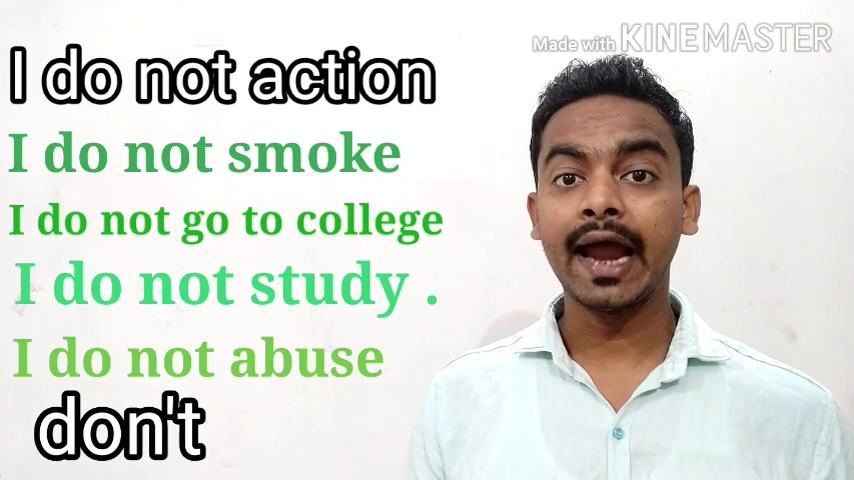 Made with KINEMASTER
I do not action
I do not smoke
I do not go to college
I do not study .
I do not abuse
don't